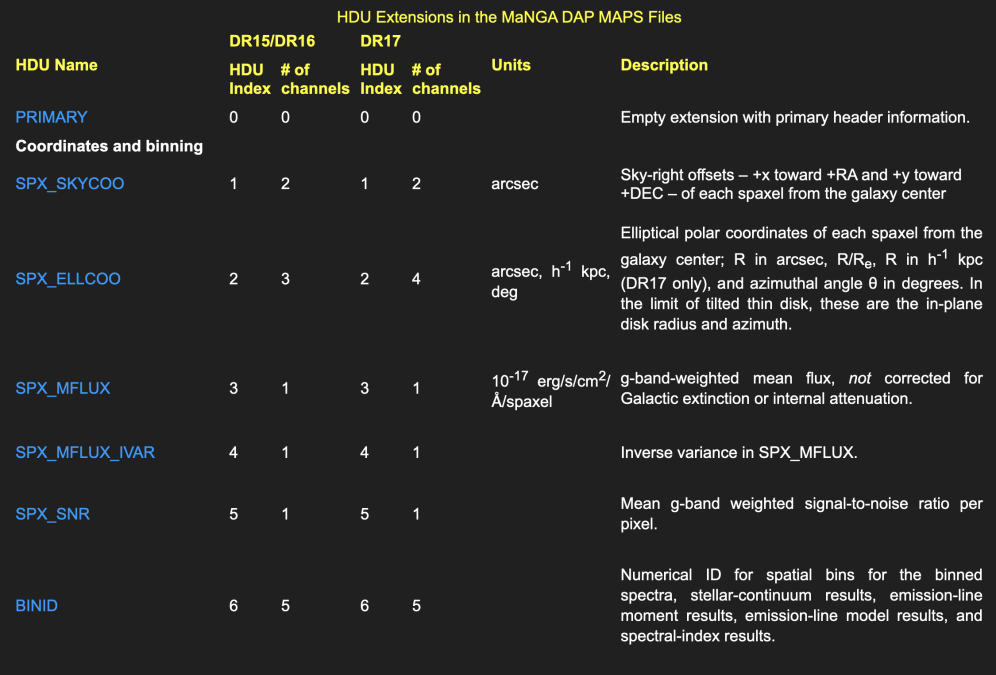 HDU Extensions in the MaNGA DAP MAPS Files
DR15/DR16 DR17
HDU Name HDU Index # of channels HDU Index # of channels Units Description
PRIMARY 0 0 0 0 Empty extension with primary header information.
Coordinates and binning
SPX_SKYCOO 1 2 1 2 arcsec Sky-right offsets – +x toward +RA and +y toward
+DEC – of each spaxel from the galaxy center
SPX_ELLCOO 2 3 2 4 arcsec, h-1 kpc,
deg
Elliptical polar coordinates of each spaxel from the
galaxy center; R in arcsec, R/Re, R in h-1 kpc
(DR17 only), and azimuthal angle θ in degrees. In
the limit of tilted thin disk, these are the in-plane
disk radius and azimuth.
SPX_MFLUX 3 1 3 1 10-17 erg/s/cm2/
Å/spaxel
g-band-weighted mean flux, not corrected for
Galactic extinction or internal attenuation.
SPX_MFLUX_IVAR 4 1 4 1 Inverse variance in SPX_MFLUX.
SPX_SNR 5 1 5 1 Mean g-band weighted signal-to-noise ratio per
pixel.
BINID 6 5 6 5 Numerical ID for spatial bins for the binned
spectra, stellar-continuum results, emission-line
moment results, emission-line model results, and
spectral-index results.